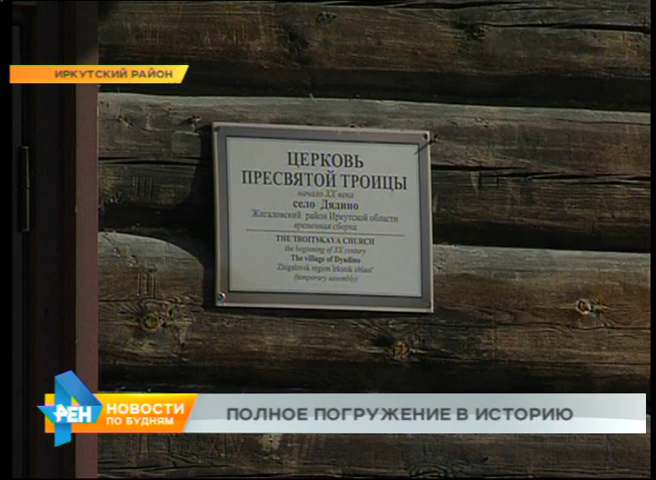 ИРКУТСКИЙ РАЙОН
ЦЕРКОВЬ
ПРЕСВЯТОЙ ТРОИЦЫ
начало XX века
село Дядино
Жигаловский район Иркутской области
временная сборка
THE TROITSKAYA CHURCH
the beginning of XX century
The village of Dyadino
Zhigalovsk region Irkutsk oblast'
(temporary assembly)
РЕН
НОВОСТИ
ПО БУДНЯМ
ПОЛНОЕ ПОГРУЖЕНИЕ В ИСТОРИЮ